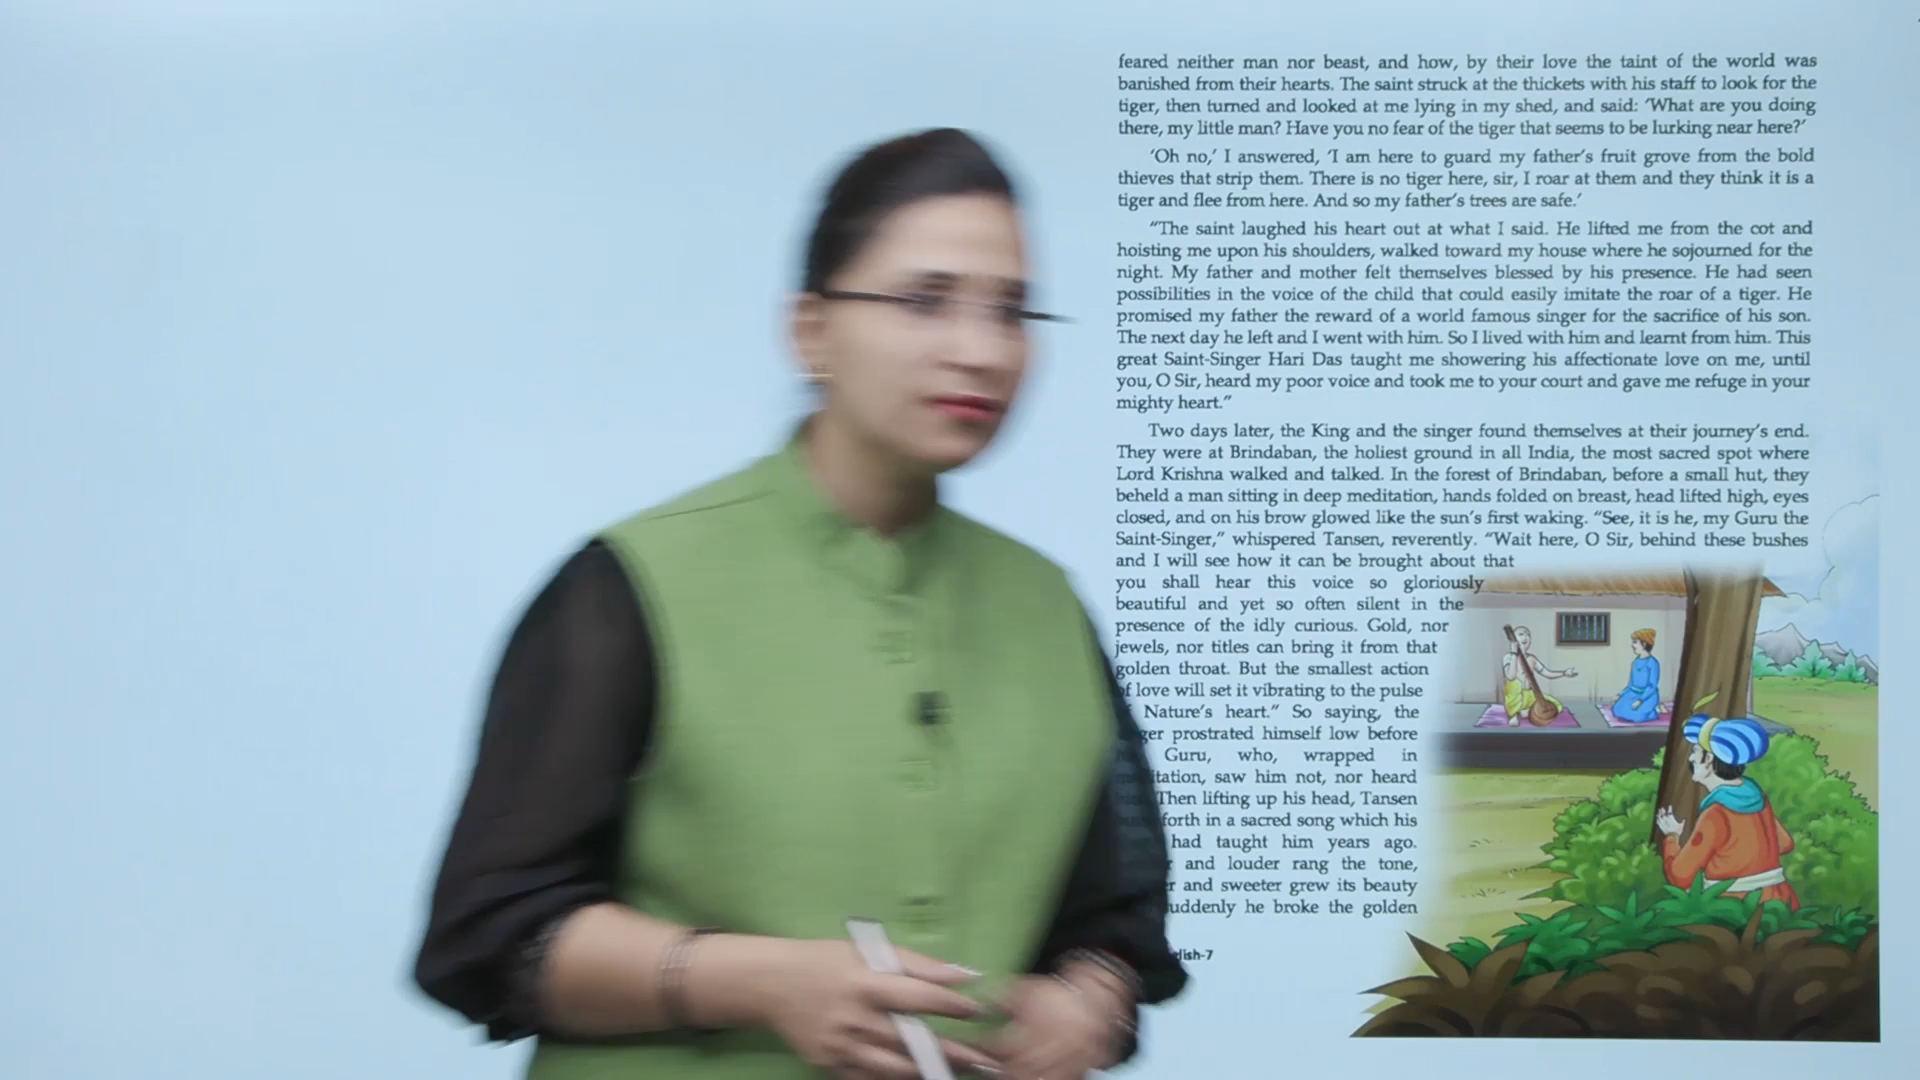 feared neither man nor beast, and how, by their love the taint of the world was
banished from their hearts. The saint struck at the thickets with his staff to look for the
tiger, then turned and looked at me lying in my shed, and said: ‘What are you doing
there, my little man? Have you no fear of the tiger that seems to be lurking near here?’
‘Oh no,’ I answered, ‘I am here to guard my father’s fruit grove from the bold
thieves that strip them. There is no tiger here, sir, I roar at them and they think it is a
tiger and flee from here. And so my father’s trees are safe.’
“The saint laughed his heart out at what I said. He lifted me from the cot and
hoisting me upon his shoulders, walked toward my house where he sojourned for the
night. My father and mother felt themselves blessed by his presence. He had seen
possibilities in the voice of the child that could easily imitate the roar of a tiger. He
promised my father the reward of a world famous singer for the sacrifice of his son.
The next day he left and I went with him. So I lived with him and learnt from him. This
great Saint-Singer Hari Das taught me showering his affectionate love on me, until
you, O Sir, heard my poor voice and took me to your court and gave me refuge in your
mighty heart.”
Two days later, the King and the singer found themselves at their journey’s end.
They were at Brindaban, the holiest ground in all India, the most sacred spot where
Lord Krishna walked and talked. In the forest of Brindaban, before a small hut, they
beheld a man sitting in deep meditation, hands folded on breast, head lifted high, eyes
closed, and on his brow glowed like the sun’s first waking. “See, it is he, my Guru the
Saint-Singer,” whispered Tansen, reverently. “Wait here, O Sir, behind these bushes
and I will see how it can be brought about that
you shall hear this voice so gloriously
beautiful and yet so often silent in the
presence of the idly curious. Gold, nor
jewels, nor titles can bring it from that
golden throat. But the smallest action
of love will set it vibrating to the pulse
Nature’s heart.” So saying, the
prostrated himself low before
Guru, who, wrapped in
saw him not, nor heard
Then lifting up his head, Tansen
forth in a sacred song which his
had taught him years ago.
and louder rang the tone,
and sweeter grew its beauty
he broke the golden